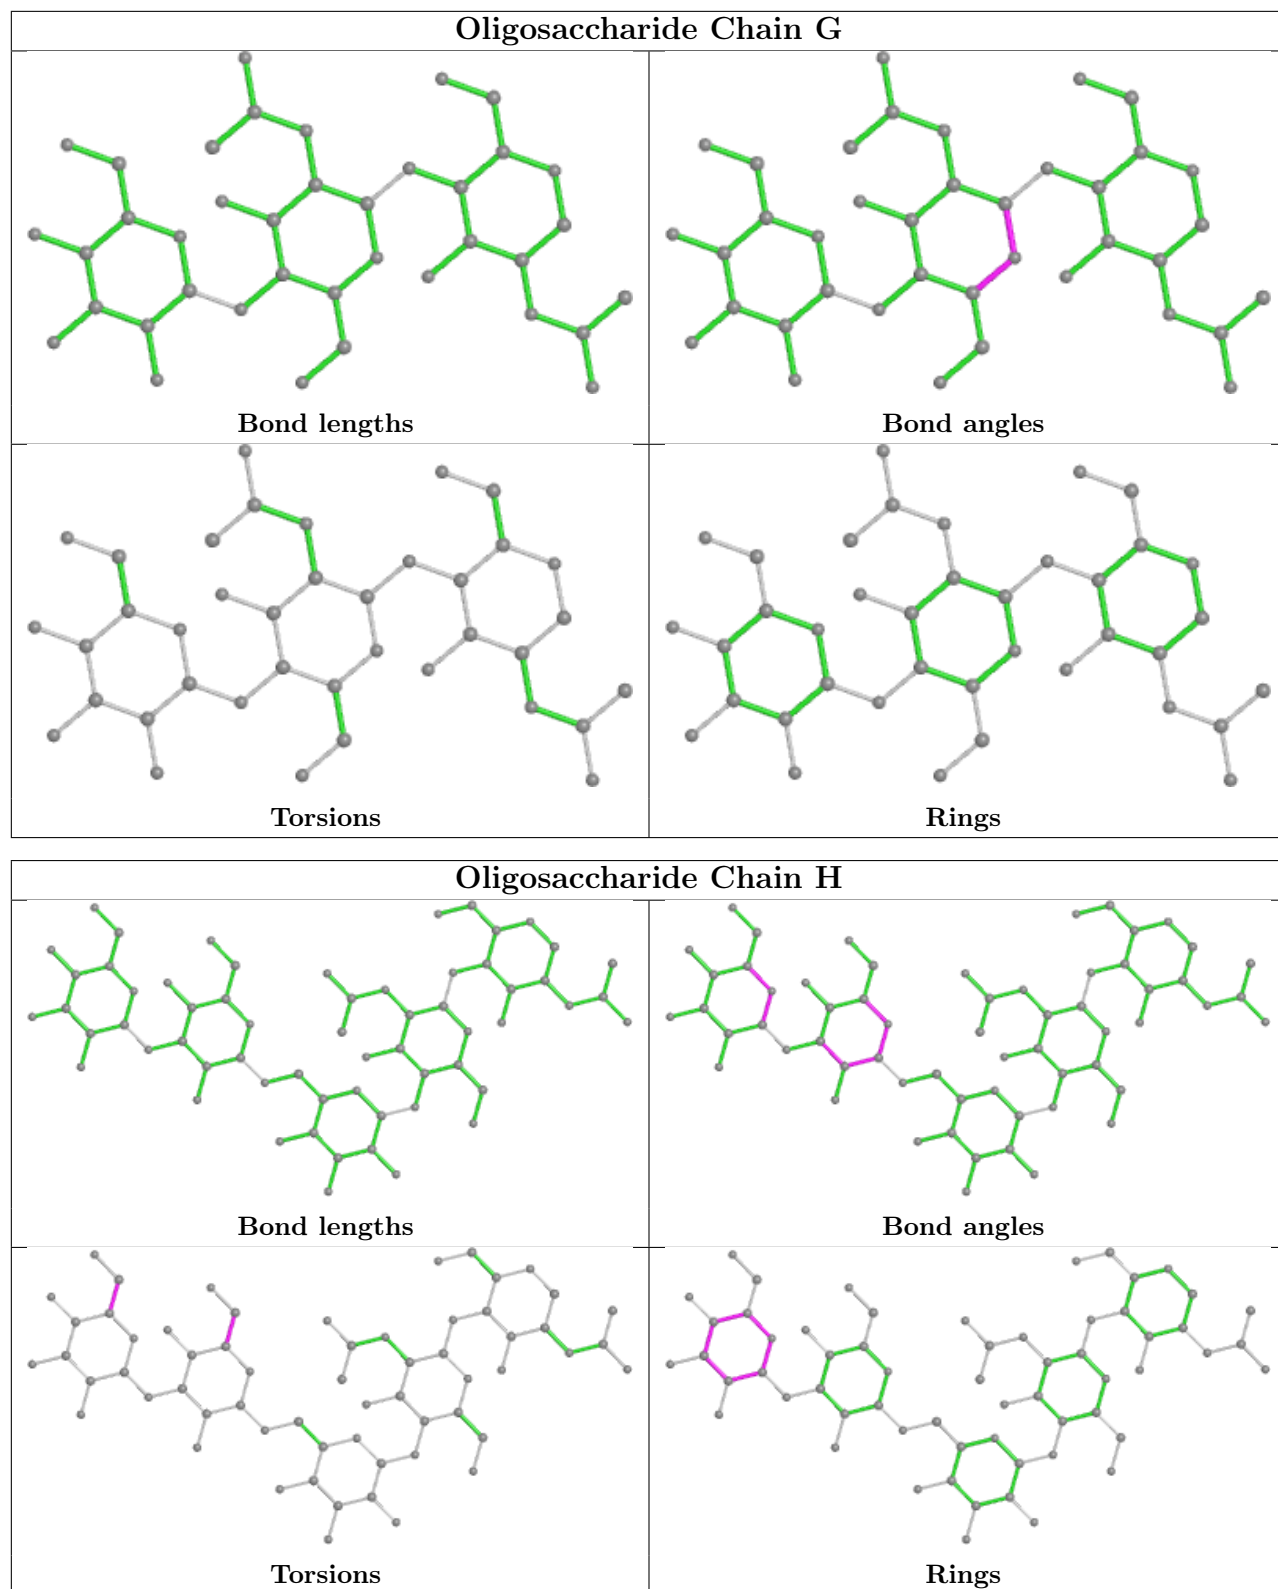 Oligosaccharide Chain G
Bond lengths
Bond angles
Torsions
Rings
Oligosaccharide Chain H
Bond lengths
Bond angles
Torsions
Rings